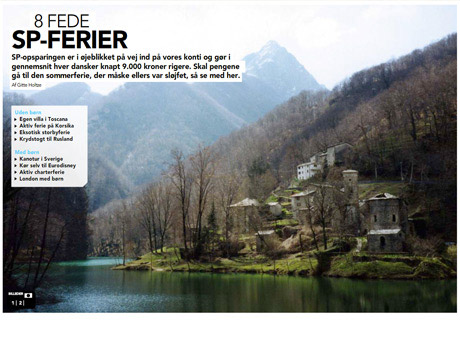 8 FEDE
SP-FERIER
SP-opsparingen er i øjeblikket på vej ind på vores konti og gør i
gennemsnit hver dansker knapt 9.000 kroner rigere. Skal pengene
gå til den sommerferie, der måske ellers var sløjfet, så se med her.
Af Gitte Holtze
Uden børn
▸ Egen villa i Toscana
▸ Aktiv ferie på Korsika
▸ Eksotisk storbyferie
▸ Krydstogt til Rusland
Med børn
▸ Kanotur i Sverige
▸ Kør selv til Eurodisney
▸ Aktiv charterferie
▸ London med børn
1 | 2 |